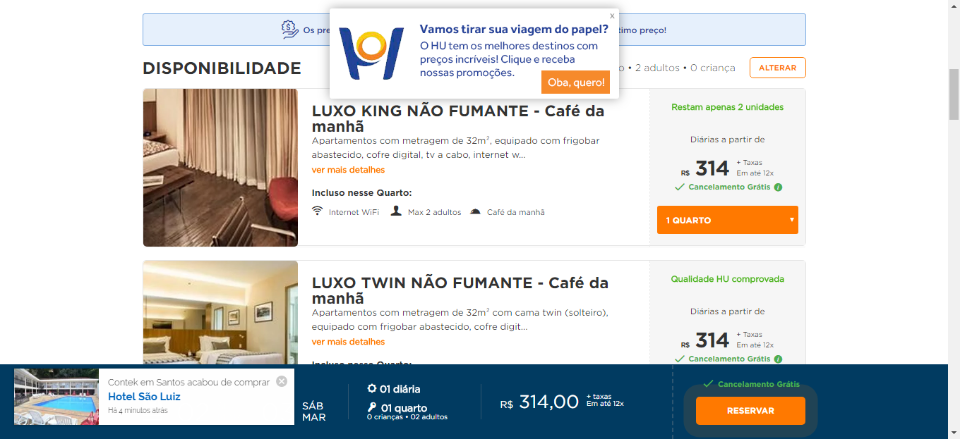 Os pre
timo preço!
x
Vamos tirar sua viagem do papel?
O HU tem os melhores destinos com
preços incríveis! Clique e receba
nossas promoções.
Oba, quero!
DISPONIBILIDADE
• 2 adultos • 0 criança
ALTERAR
LUXO KING NÃO FUMANTE - Café da
manhã
Apartamentos com metragem de 32m², equipado com frigobar
abastecido, cofre digital, tv a cabo, internet w...
ver mais detalhes
Incluso nesse Quarto:
Internet WiFi
Max 2 adultos
Café da manhã
Restam apenas 2 unidades
Diárias a partir de
R$ 314 + Taxas
Em até 12x
Cancelamento Grátis
1 QUARTO
LUXO TWIN NÃO FUMANTE - Café da
manhã
Apartamentos com metragem de 32m² com cama twin (solteiro),
equipado com frigobar abastecido, cofre digit...
ver mais detalhes
Incluso nesse Quarto:
Qualidade HU comprovada
Diárias a partir de
R$ 314 + Taxas
Em até 12x
Cancelamento Grátis
Contek em Santos acabou de comprar
Hotel São Luiz
Há 4 minutos atrás
SÁB
MAR
01 diária
01 quarto
0 crianças • 02 adultos
R$ 314,00 + taxas
Em até 12x
Cancelamento Grátis
RESERVAR